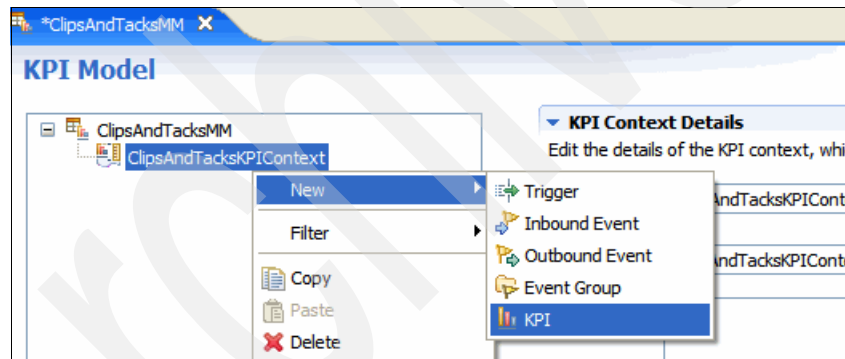 *ClipsAndTacksMM
KPI Model
ClipsAndTacksMM
ClipsAndTacksKPIContext
KPI Context Details
Edit the details of the KPI context, whi
New
Filter
Copy
Paste
Delete
Trigger
Inbound Event
Outbound Event
Event Group
KPI
AndTacksKPICont
AndTacksKPICont